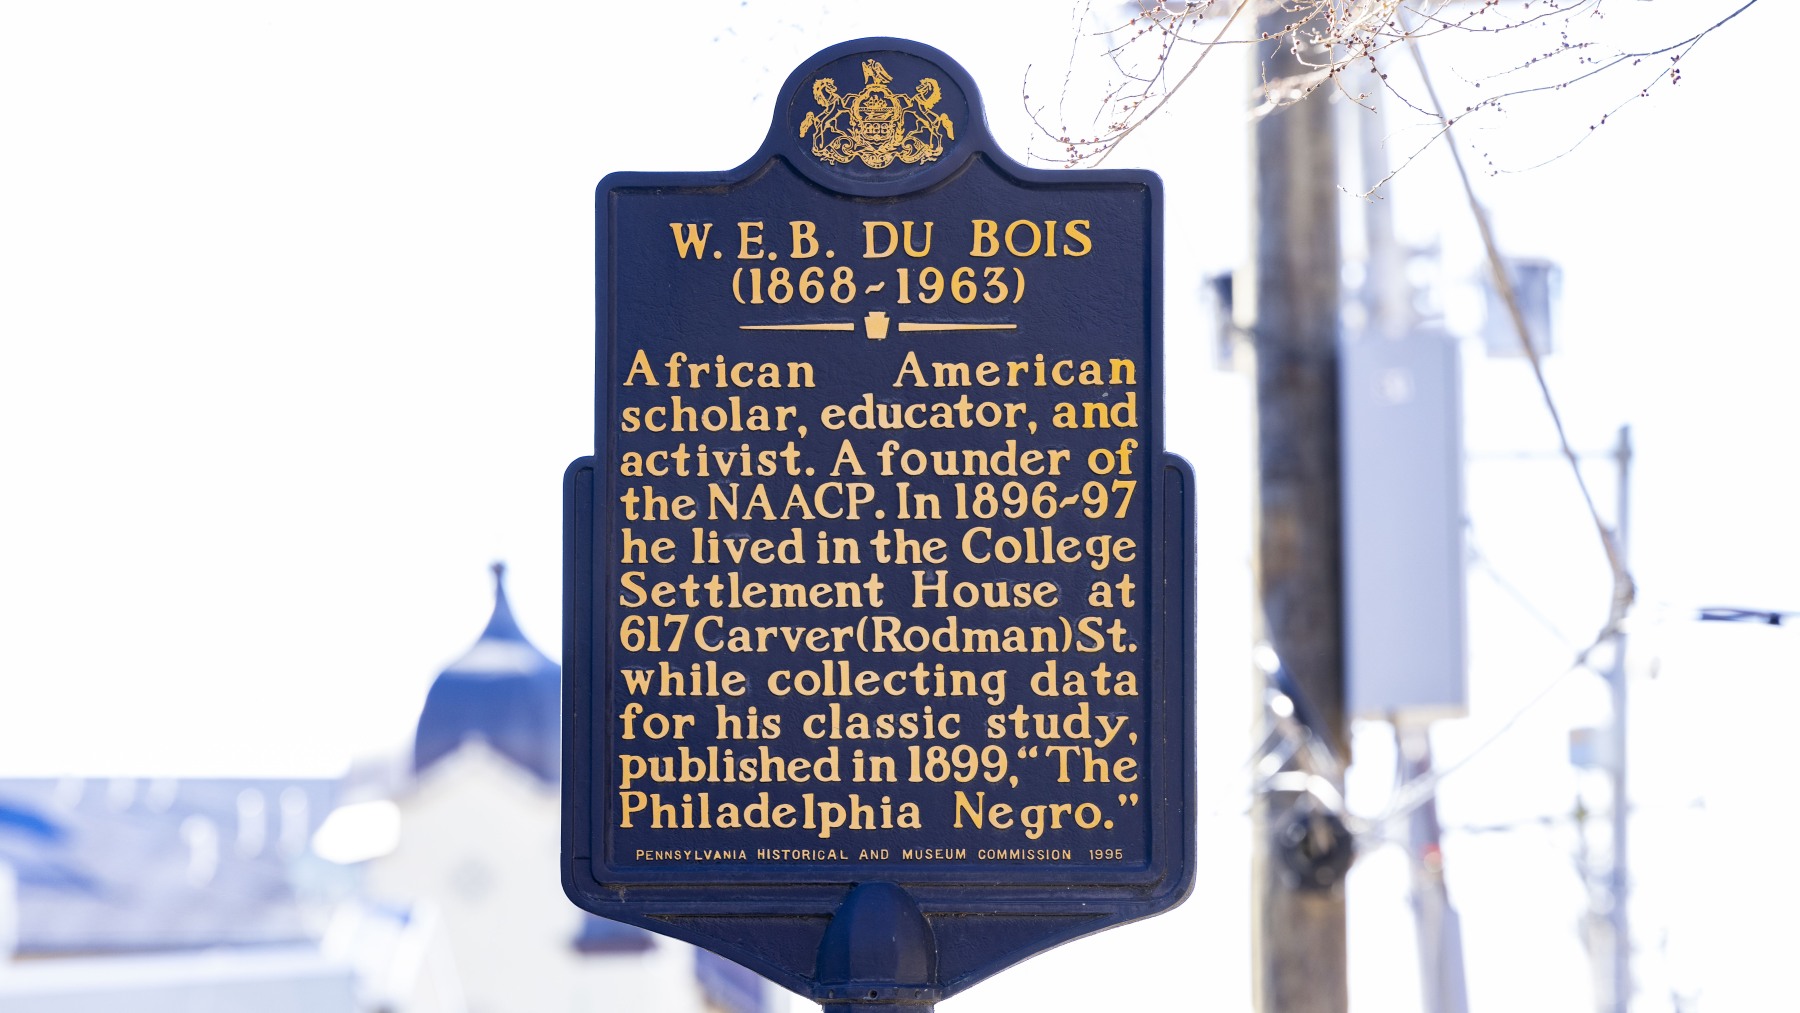 W. E. B. DU BOIS
(1868~1963)
African American
scholar, educator, and
activist. A founder of
the NAACP. In 1896~97
he lived in the College
Settlement House at
617 Carver (Rodman) St.
while collecting data
for his classic study,
published in 1899, “The
Philadelphia Negro.”
PENNSYLVANIA HISTORICAL AND MUSEUM COMMISSION 1995